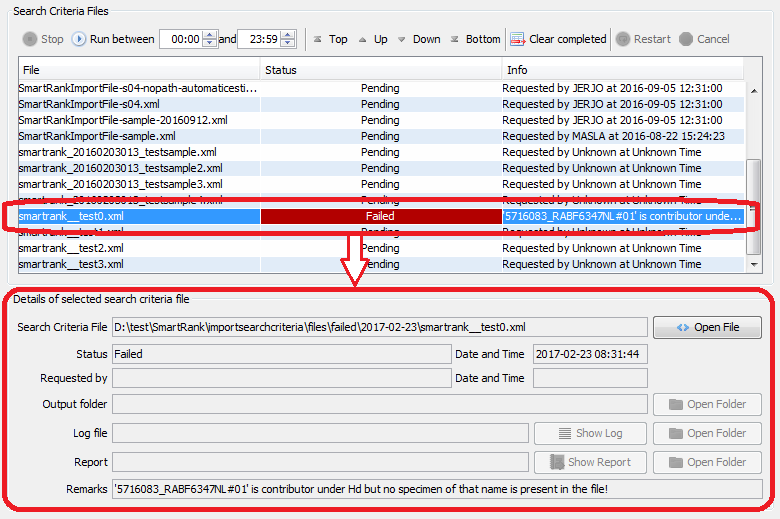 Search Criteria Files
Stop Run between 00:00 and 23:59 Top Up Down Bottom Clear completed Restart Cancel
File Status Info
SmartRankImportFile-s04-nopath-automaticesti... Pending Requested by JERJO at 2016-09-05 12:31:00
SmartRankImportFile-s04.xml Pending Requested by JERJO at 2016-09-05 12:31:00
SmartRankImportFile-sample-20160912.xml Pending Requested by JERJO at 2016-09-05 12:31:00
SmartRankImportFile-sample.xml Pending Requested by MASLA at 2016-08-22 15:24:23
smartrank_20160203013_testsample.xml Pending Requested by Unknown at Unknown Time
smartrank_20160203013_testsample2.xml Pending Requested by Unknown at Unknown Time
smartrank_20160203013_testsample3.xml Pending Requested by Unknown at Unknown Time
smartrank__test0.xml Failed '5716083_RABF6347NL#01' is contributor unde...
smartrank__test1.xml Pending Requested by Unknown at Unknown Time
smartrank__test2.xml Pending Requested by Unknown at Unknown Time
smartrank__test3.xml Pending Requested by Unknown at Unknown Time
Details of selected search criteria file
Search Criteria File D:\test\SmartRank\importsearchcriteria\files\failed\2017-02-23\smartrank__test0.xml Open File
Status Failed Date and Time 2017-02-23 08:31:44
Requested by Date and Time
Output folder Open Folder
Log file Show Log Open Folder
Report Show Report Open Folder
Remarks '5716083_RABF6347NL#01' is contributor under Hd but no specimen of that name is present in the file!